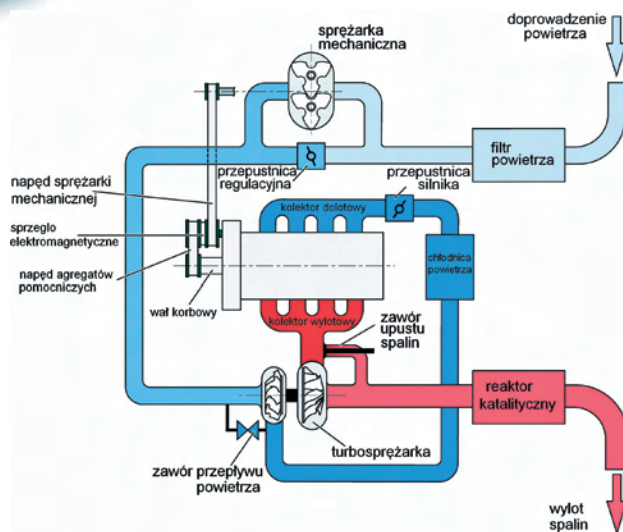 sprężarka
mechaniczna
doprowadzenie
powietrza
przepustnica
regulacyjna
przepustnica
silnika
filtr
powietrza
napęd sprężarki
mechanicznej
sprzegło
elektromagnetyczne
napęd agregatów
pomocniczych
kolektor dolotowy
chłodnica
powietrza
wał korbowy
kolektor wylotowy
zawór
upustu
spalin
reaktor
katalityczny
turbosprężarka
zawór przepływu
powietrza
wylot
spalin